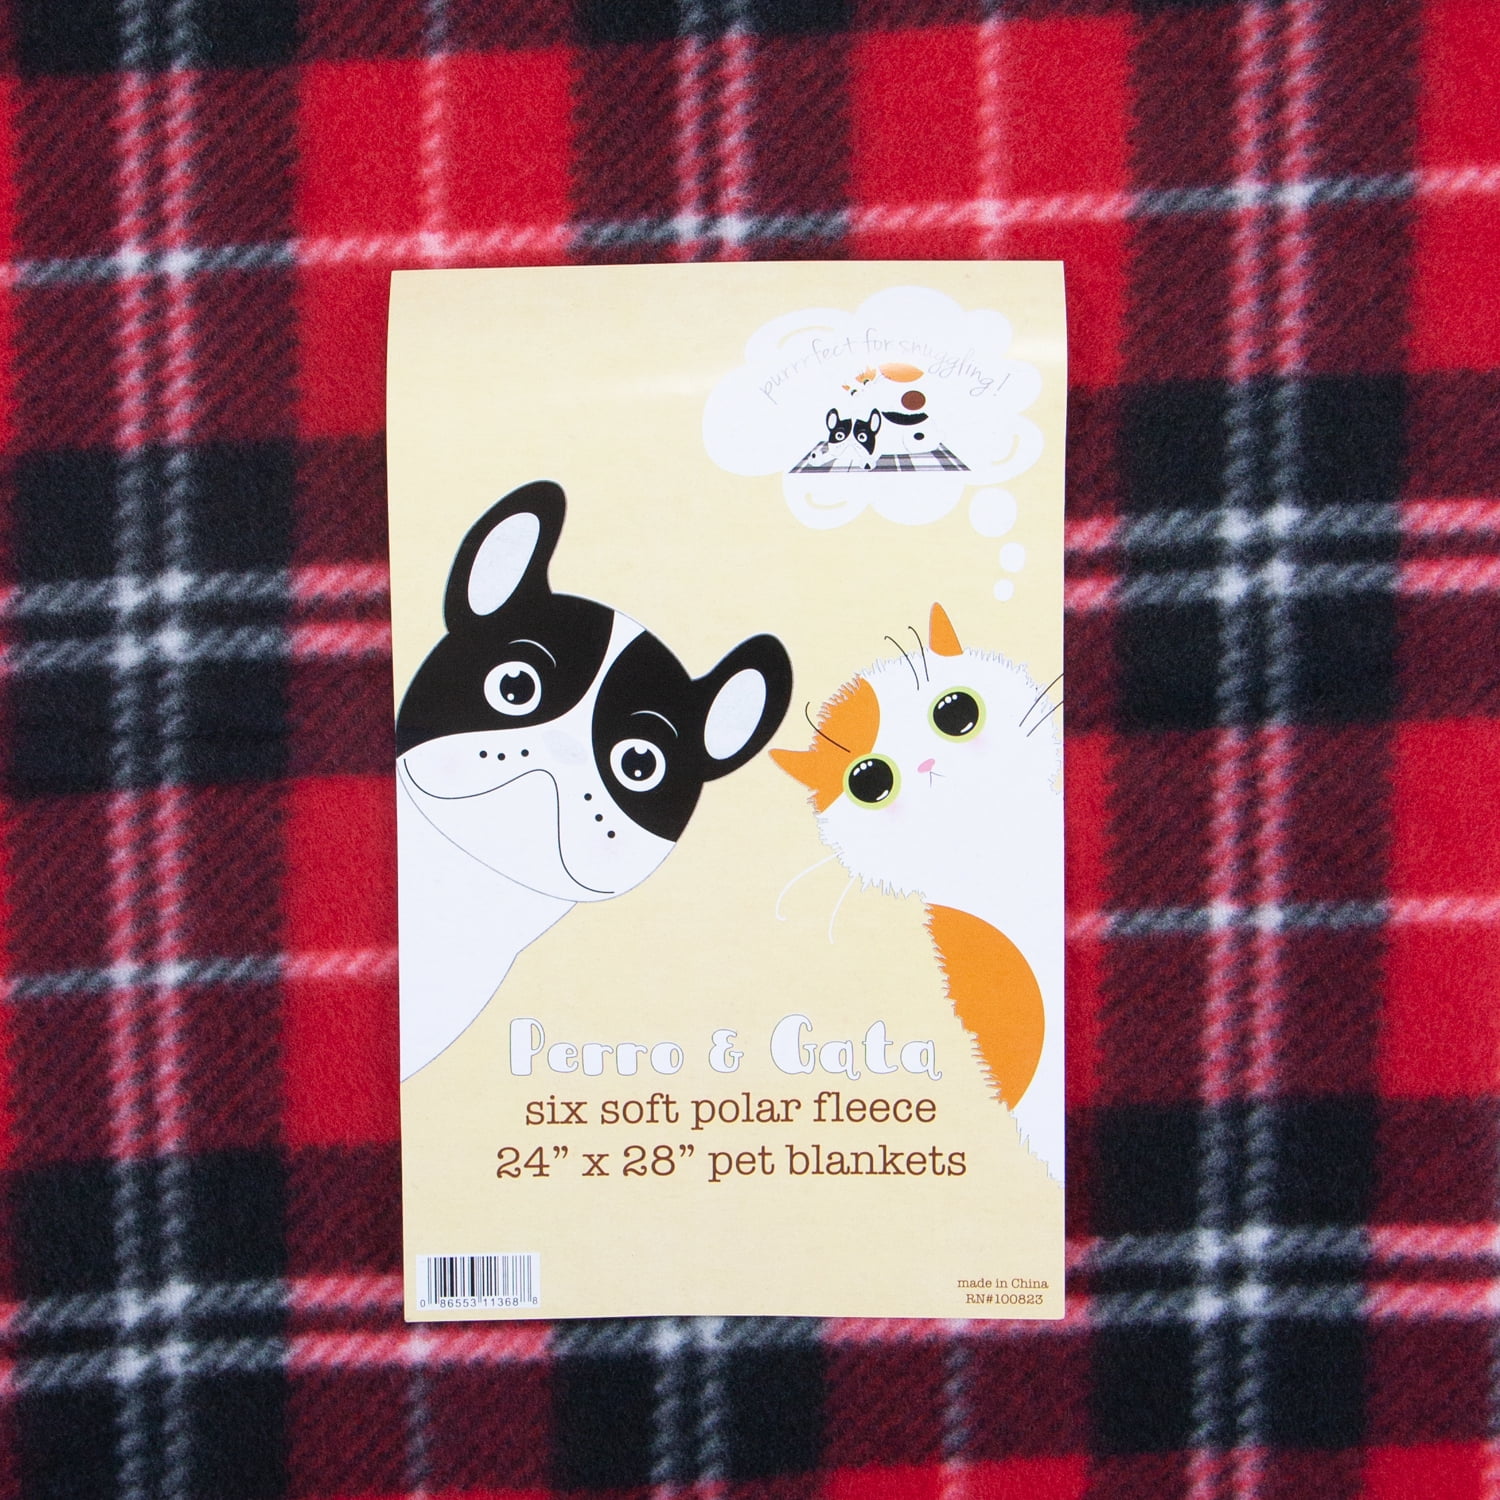 purrrfect for snuggling!
Perro & Gata
six soft polar fleece
24” x 28” pet blankets
0 86553 11368 8
made in China
RN#100823